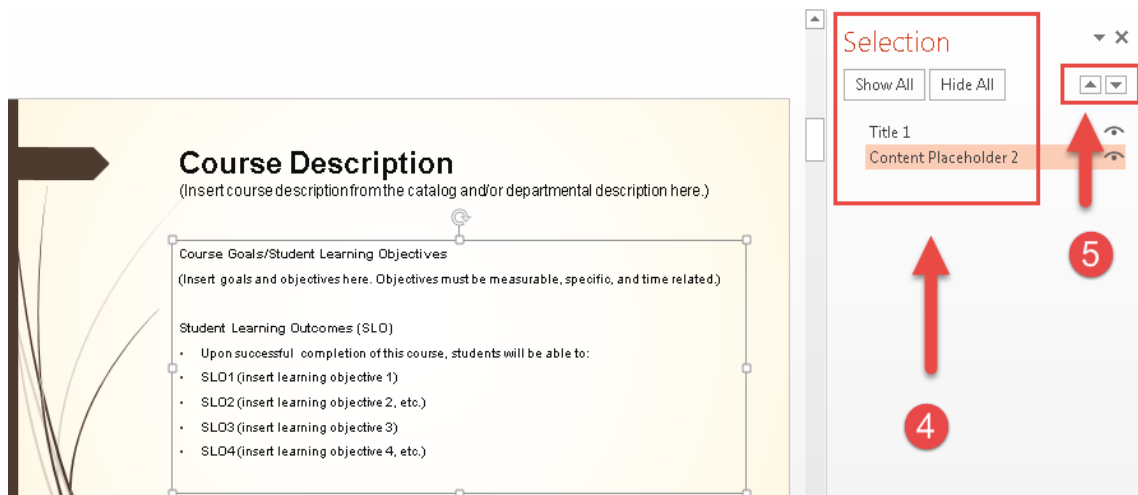 Course Description
(Insert course description from the catalog and/or departmental description here.)
Course Goals/Student Learning Objectives
(Insert goals and objectives here. Objectives must be measurable, specific, and time related.)
Student Learning Outcomes (SLO)
• Upon successful completion of this course, students will be able to:
• SLO1 (insert learning objective 1)
• SLO2 (insert learning objective 2, etc.)
• SLO3 (insert learning objective 3)
• SLO4 (insert learning objective 4, etc.)
Selection
Show All Hide All
Title 1
Content Placeholder 2
4
5